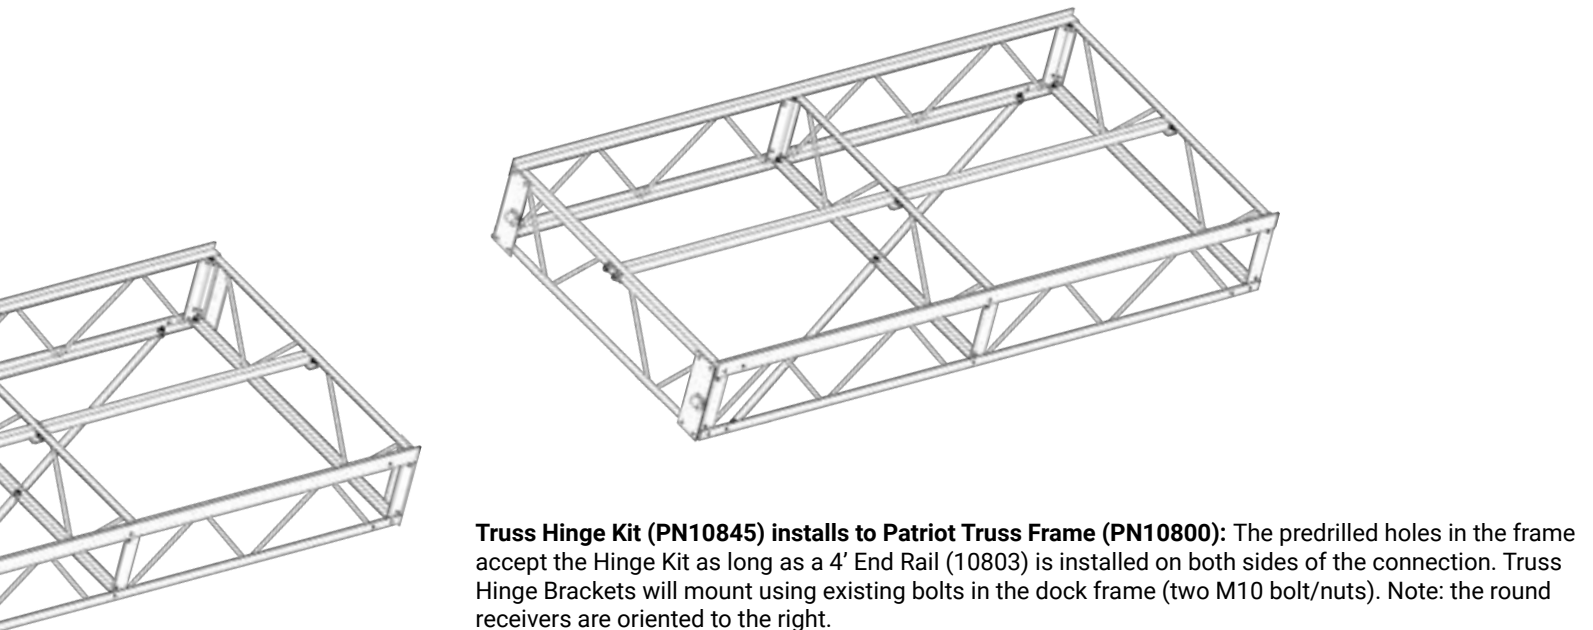 Truss Hinge Kit (PN10845) installs to Patriot Truss Frame (PN10800): The predrilled holes in the frame
accept the Hinge Kit as long as a 4’ End Rail (10803) is installed on both sides of the connection. Truss
Hinge Brackets will mount using existing bolts in the dock frame (two M10 bolt/nuts). Note: the round
receivers are oriented to the right.